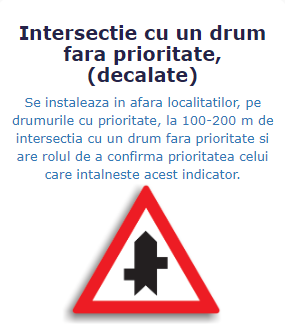 Intersectie cu un drum
fara prioritate,
(decalate)
Se instaleaza in afara localitatilor, pe
drumurile cu prioritate, la 100-200 m de
intersectia cu un drum fara prioritate si
are rolul de a confirma prioritatea celui
care intalneste acest indicator.